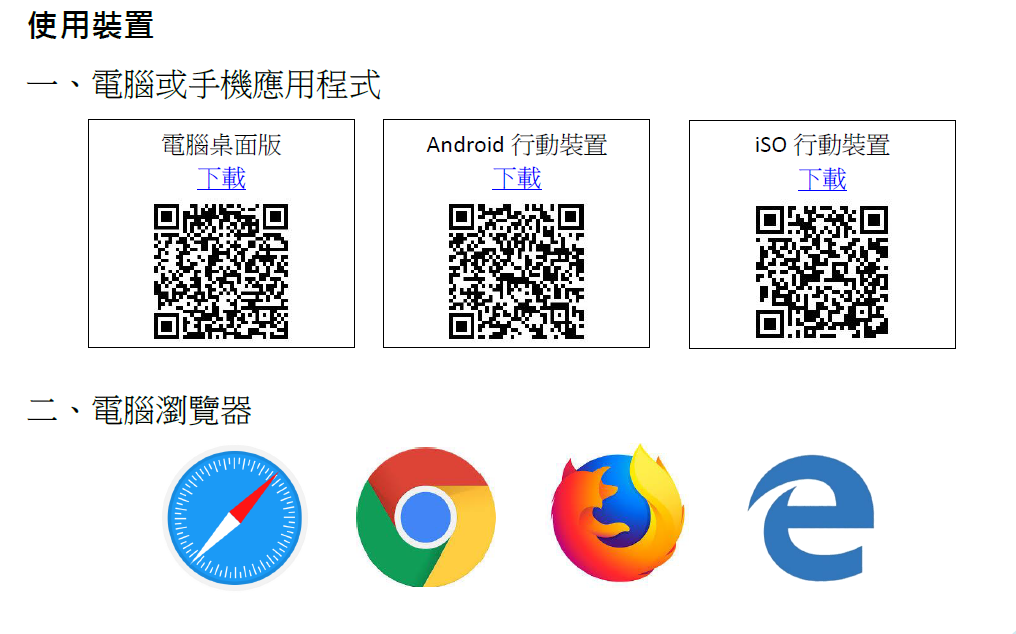 使用裝置
一、電腦或手機應用程式
電腦桌面版
下載
Android 行動裝置
下載
iSO 行動裝置
下載
二、電腦瀏覽器